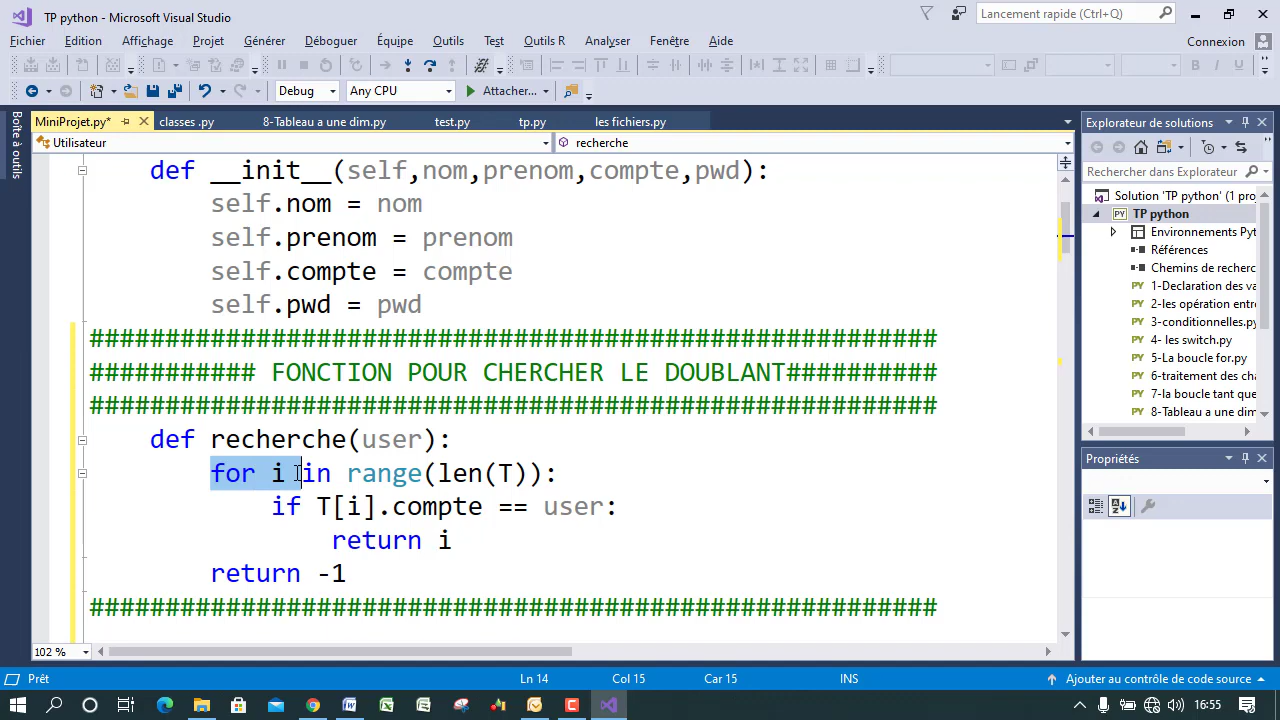 TP python - Microsoft Visual Studio
Lancement rapide (Ctrl+Q)
Fichier Edition Affichage Projet Générer Déboguer Équipe Outils Test Outils R Analyser Fenêtre Aide
Connexion
Debug Any CPU Attacher...
MiniProjet.py* classes .py 8-Tableau a une dim.py test.py tp.py les fichiers.py
Boîte à outils
Utilisateur recherche
def __init__(self,nom,prenom,compte,pwd):
self.nom = nom
self.prenom = prenom
self.compte = compte
self.pwd = pwd
########################################################
########### FONCTION POUR CHERCHER LE DOUBLANT##########
########################################################
def recherche(user):
for i in range(len(T)):
if T[i].compte == user:
return i
return -1
########################################################
102 %
Explorateur de solutions
Rechercher dans Explorateur
Solution 'TP python' (1 pro
TP python
Environnements Pyt
Références
Chemins de recherc
1-Declaration des va
2-les opération entre
3-conditionnelles.py
4- les switch.py
5-La boucle for.py
6-traitement des cha
7-la boucle tant que
8-Tableau a une dim
Propriétés
Prêt Ln 14 Col 15 Car 15 INS Ajouter au contrôle de code source
16:55